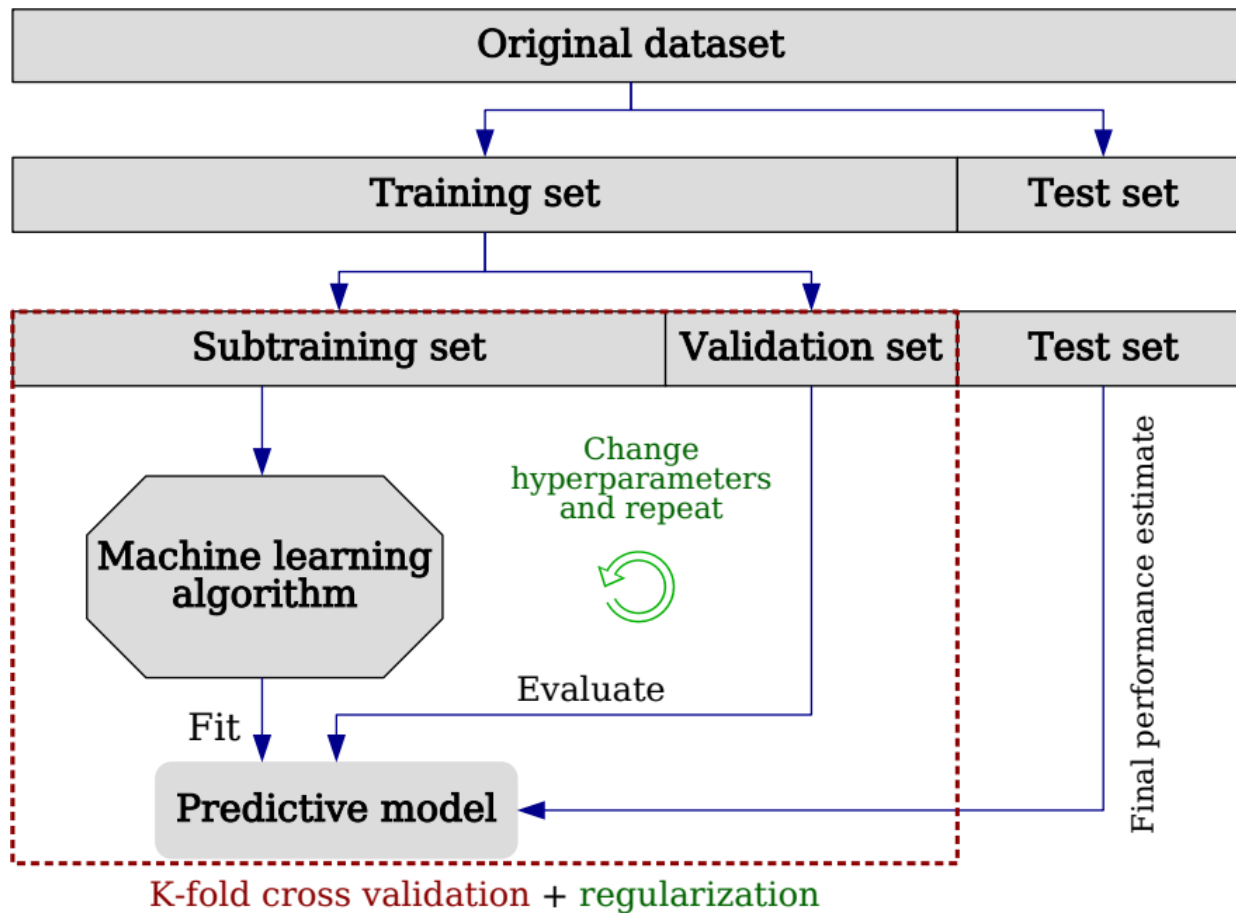 Original dataset
Training set
Test set
Subtraining set
Validation set
Test set
Change
hyperparameters
and repeat
Machine learning
algorithm
Evaluate
Fit
Predictive model
Final performance estimate
K-fold cross validation + regularization